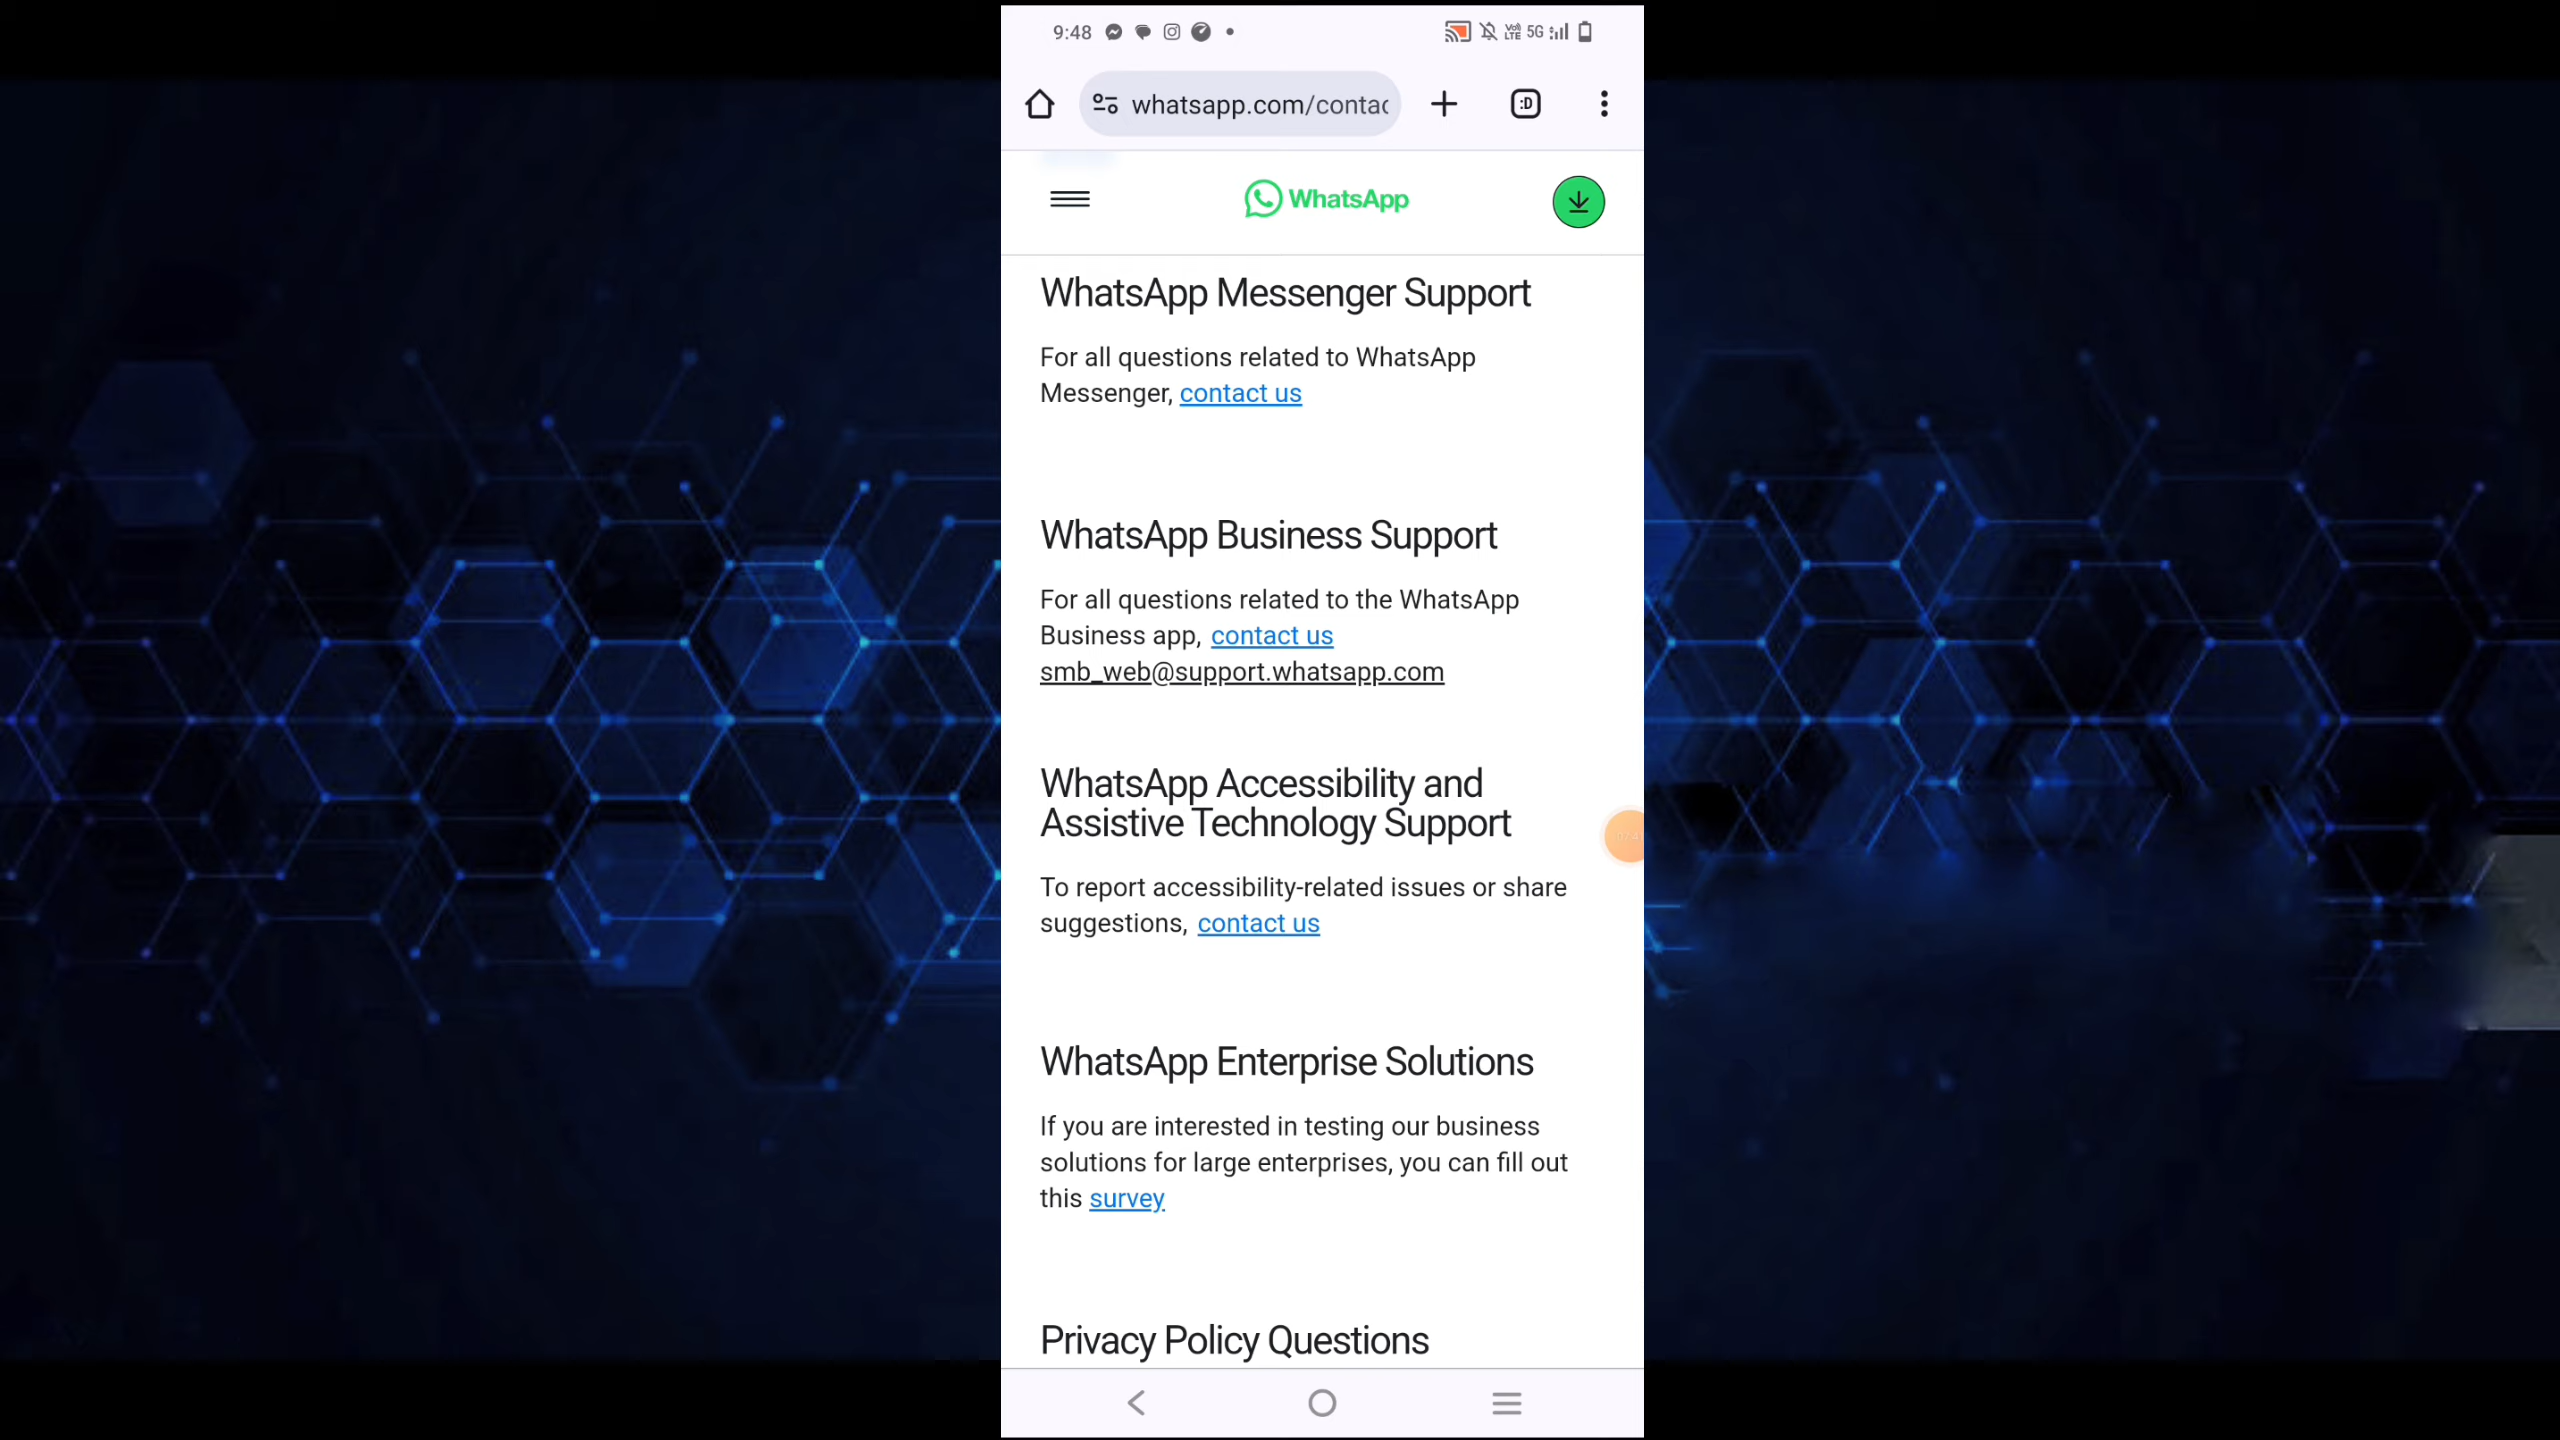 9:48
VoI) LTE 5G
whatsapp.com/contac
:D
WhatsApp
WhatsApp Messenger Support
For all questions related to WhatsApp
Messenger, contact us
WhatsApp Business Support
For all questions related to the WhatsApp
Business app, contact us
smb_web@support.whatsapp.com
WhatsApp Accessibility and
Assistive Technology Support
To report accessibility-related issues or share
suggestions, contact us
WhatsApp Enterprise Solutions
If you are interested in testing our business
solutions for large enterprises, you can fill out
this survey
Privacy Policy Questions